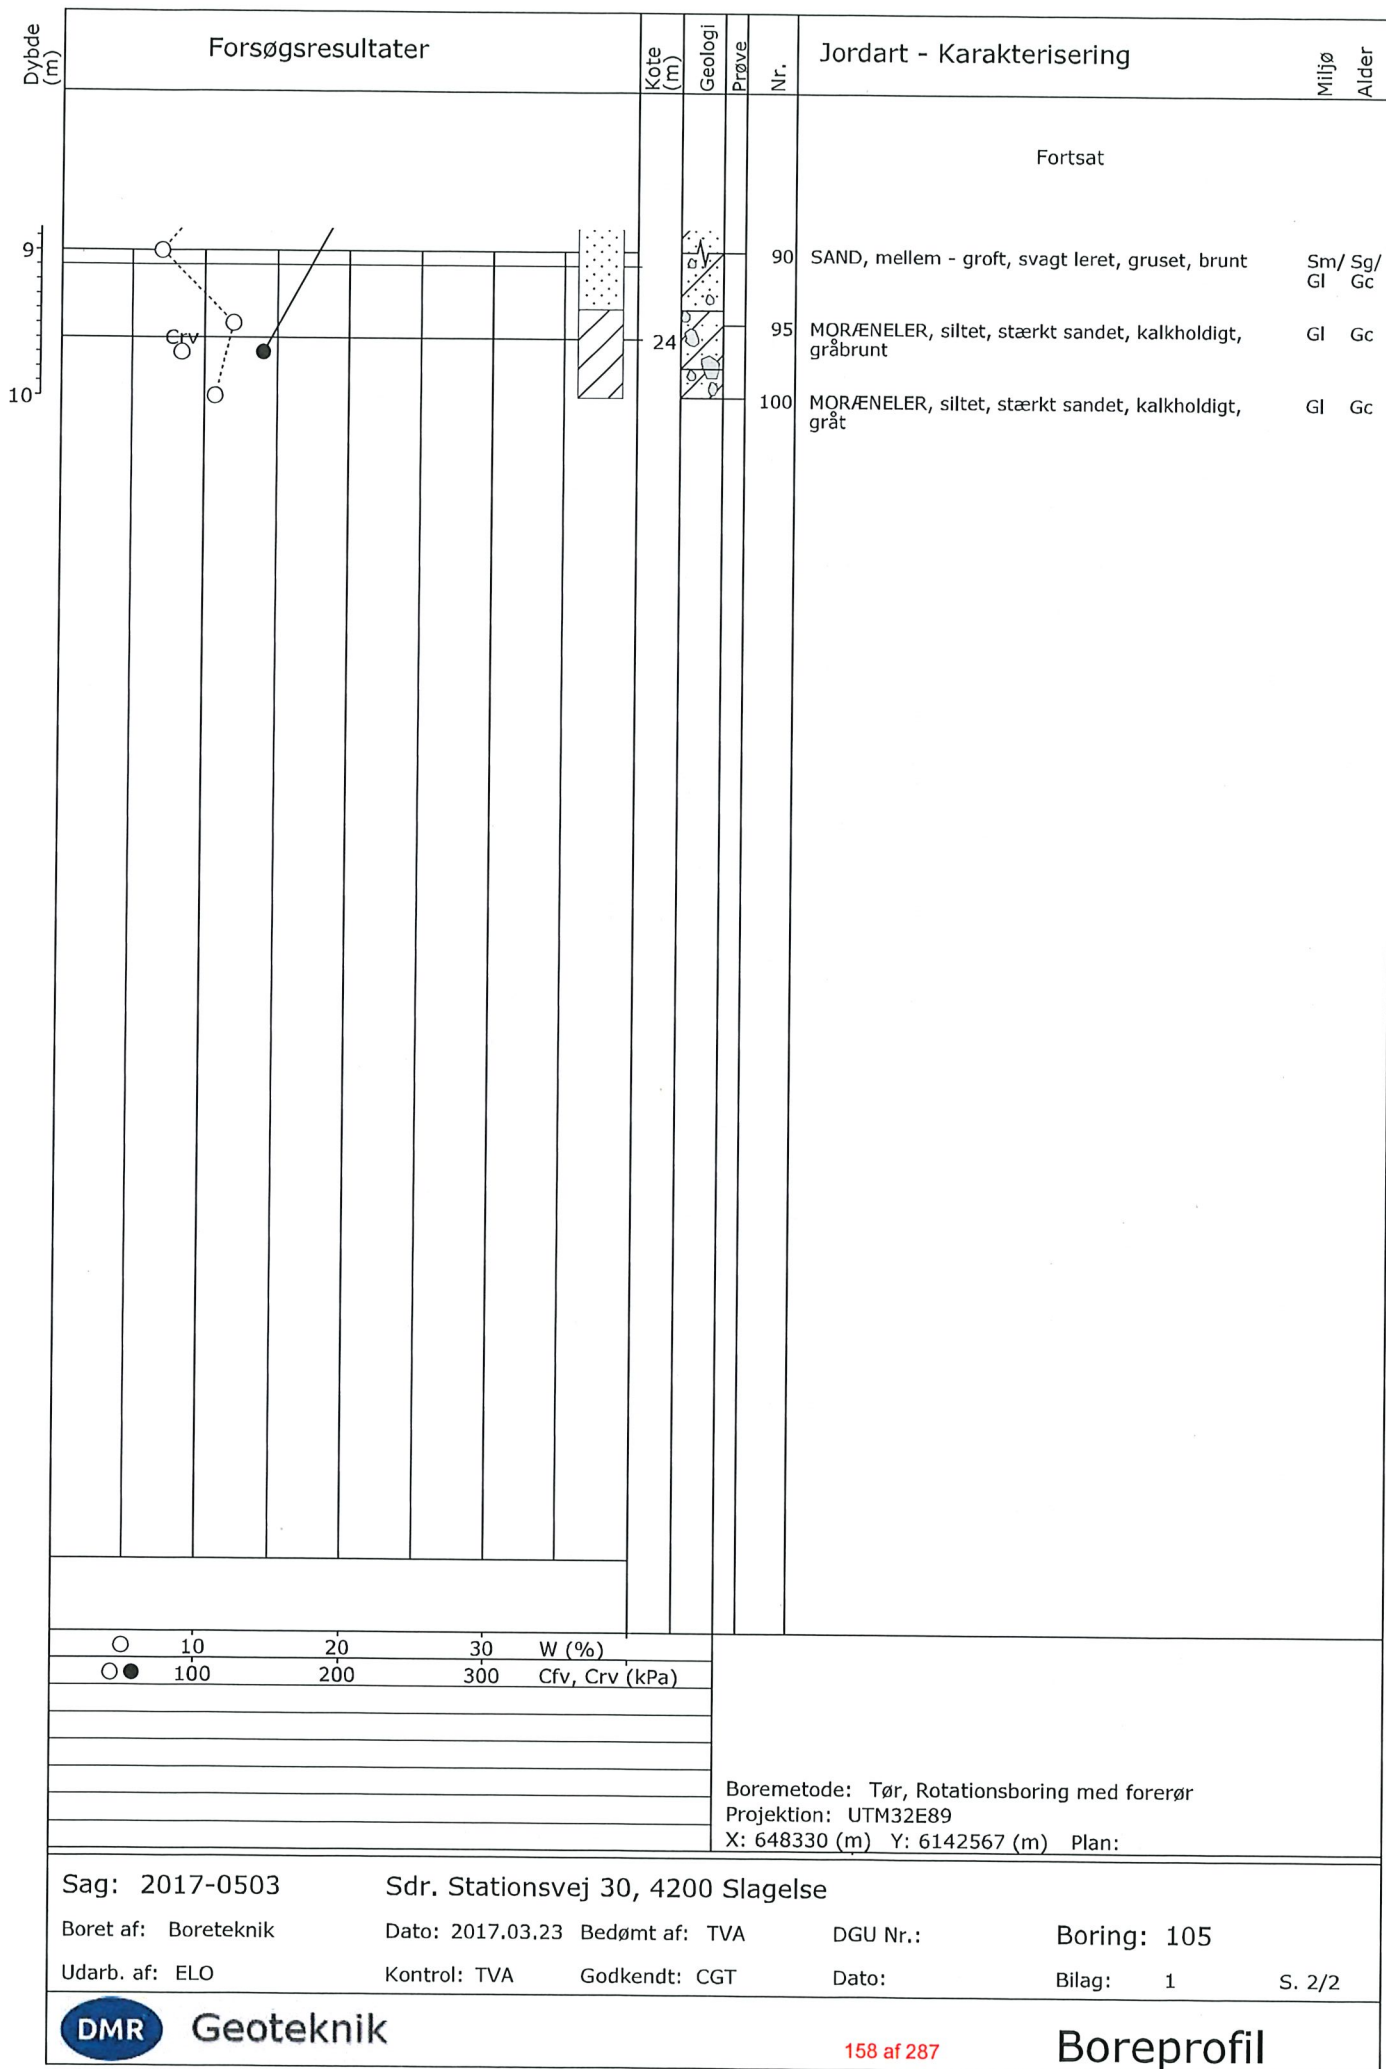 Dybde (m)
Forsøgsresultater
Kote (m)
Geologi
Prøve
Nr.
Jordart - Karakterisering
Miljø
Alder
Fortsat
9
90 SAND, mellem - groft, svagt leret, gruset, brunt Sm/ Sg/
Gl Gc
Crv
24
95 MORÆNELER, siltet, stærkt sandet, kalkholdigt, Gl Gc
gråbrunt
10
100 MORÆNELER, siltet, stærkt sandet, kalkholdigt, Gl Gc
gråt
10 20 30 W (%)
100 200 300 Cfv, Crv (kPa)
Boremetode: Tør, Rotationsboring med forerør
Projektion: UTM32E89
X: 648330 (m) Y: 6142567 (m) Plan:
Sag: 2017-0503 Sdr. Stationsvej 30, 4200 Slagelse
Boret af: Boreteknik Dato: 2017.03.23 Bedømt af: TVA DGU Nr.: Boring: 105
Udarb. af: ELO Kontrol: TVA Godkendt: CGT Dato: Bilag: 1 S. 2/2
DMR Geoteknik
158 af 287
Boreprofil